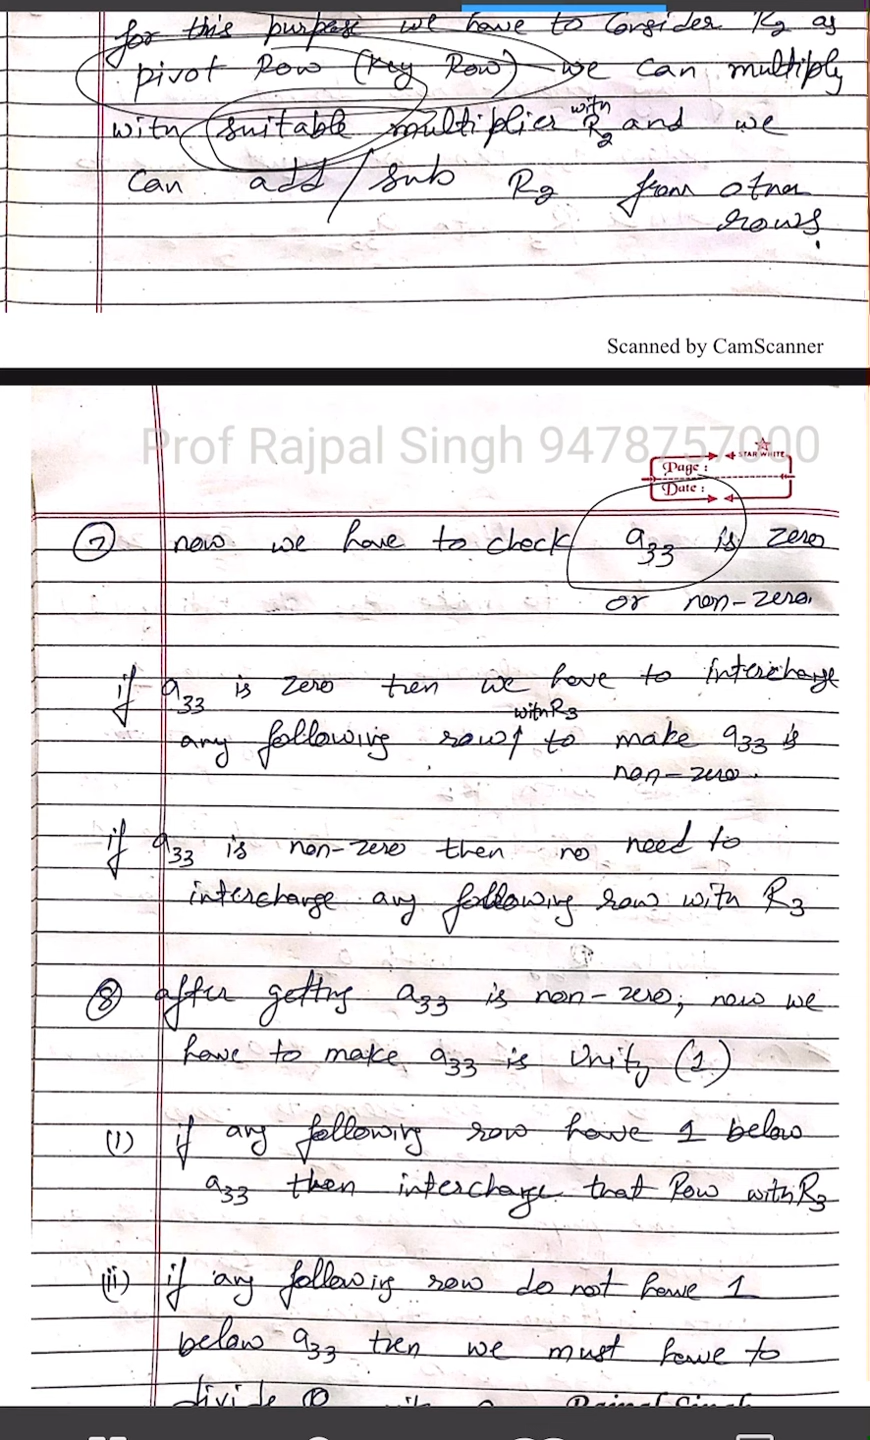 for this purpose we have to consider R2 as
pivot Row (key Row) we can multiply
with suitable multiplier with R2 and we
can add / sub R2 from other
rows.
Scanned by CamScanner
Prof Rajpal Singh 9478757000
STAR WHITE
Page :
Date :
7 now we have to check a33 is zero
or non-zero.
if a33 is zero then we have to interchange
any following row with R3 to make a33 is
non-zero.
if a33 is non-zero then no need to
interchange any following row with R3
8 after getting a33 is non-zero, now we
have to make a33 is Unity (1)
(i) if any following row have 1 below
a33 then interchange that Row with R3
(ii) if any following row do not have 1
below a33 then we must have to
divide